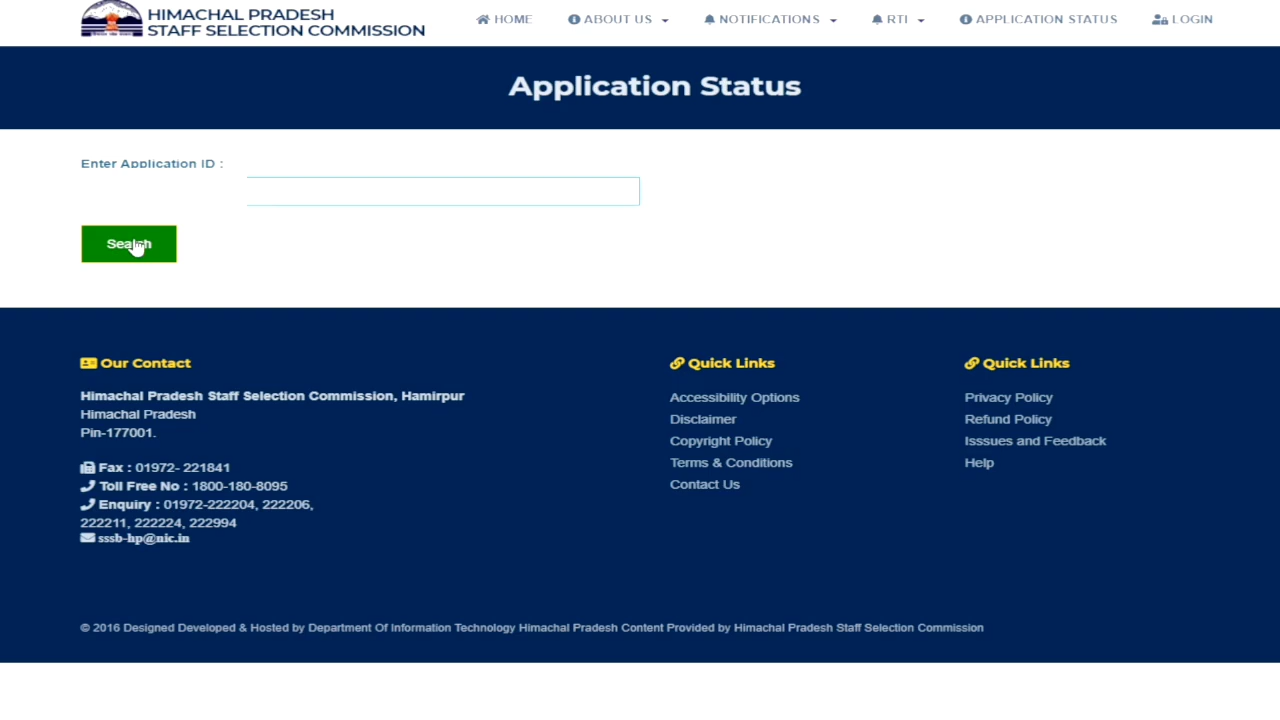 HIMACHAL PRADESH
STAFF SELECTION COMMISSION
HOME ABOUT US NOTIFICATIONS RTI APPLICATION STATUS LOGIN
Application Status
Enter Application ID :
Search
Our Contact
Himachal Pradesh Staff Selection Commission, Hamirpur
Himachal Pradesh
Pin-177001.
Fax : 01972- 221841
Toll Free No : 1800-180-8095
Enquiry : 01972-222204, 222206,
222211, 222224, 222994
sssb-hp@nic.in
Quick Links
Accessibility Options
Disclaimer
Copyright Policy
Terms & Conditions
Contact Us
Quick Links
Privacy Policy
Refund Policy
Isssues and Feedback
Help
© 2016 Designed Developed & Hosted by Department Of Information Technology Himachal Pradesh Content Provided by Himachal Pradesh Staff Selection Commission